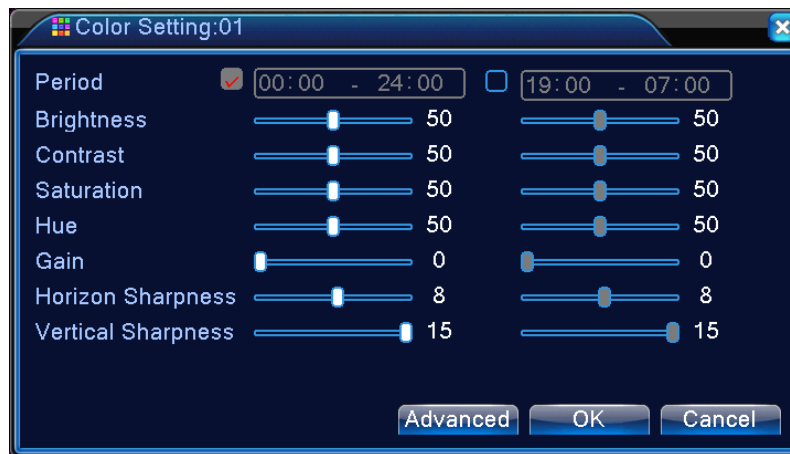 Color Setting:01
Period 00:00 - 24:00 19:00 - 07:00
Brightness 50 50
Contrast 50 50
Saturation 50 50
Hue 50 50
Gain 0 0
Horizon Sharpness 8 8
Vertical Sharpness 15 15
Advanced OK Cancel